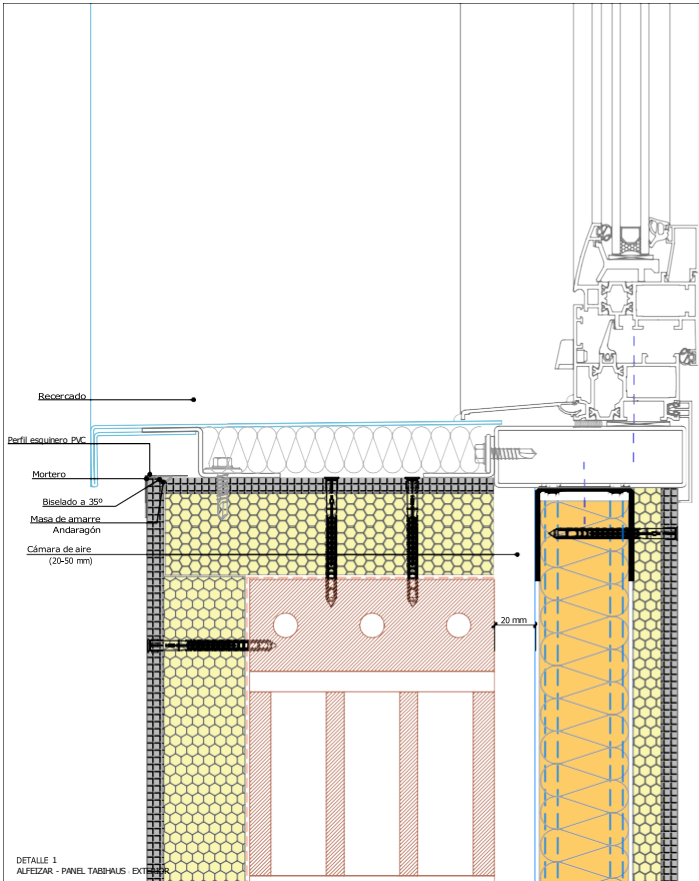 Recercado
Perfil esquinero PVC
Mortero
Biselado a 35º
Masa de amarre
Andaragón
Cámara de aire
(20-50 mm)
20 mm
DETALLE 1
ALFEIZAR - PANEL TABIHAUS EXTERIOR